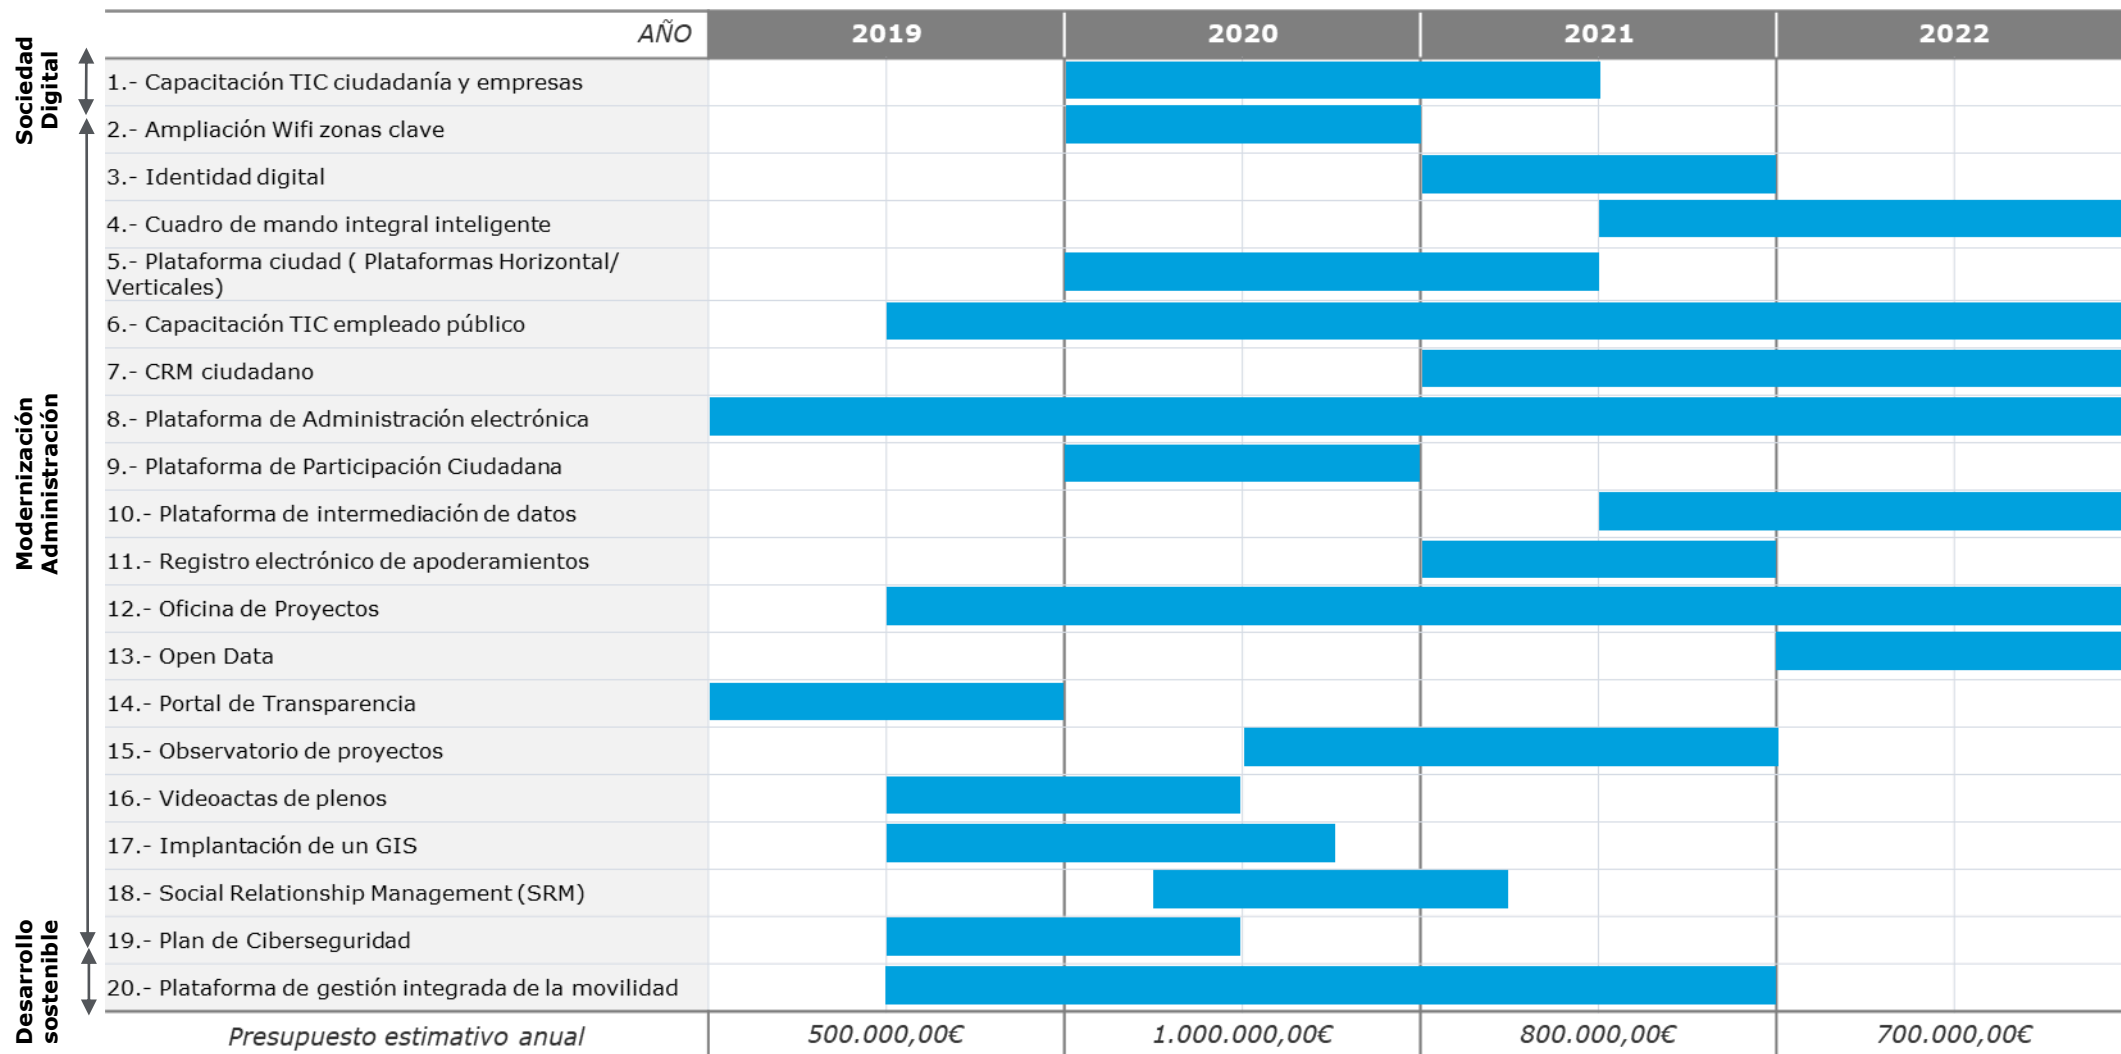 AÑO 2019 2020 2021 2022
Sociedad
Digital
1.- Capacitación TIC ciudadanía y empresas
2.- Ampliación Wifi zonas clave
3.- Identidad digital
4.- Cuadro de mando integral inteligente
5.- Plataforma ciudad ( Plataformas Horizontal/
Verticales)
6.- Capacitación TIC empleado público
7.- CRM ciudadano
Modernización
Administración
8.- Plataforma de Administración electrónica
9.- Plataforma de Participación Ciudadana
10.- Plataforma de intermediación de datos
11.- Registro electrónico de apoderamientos
12.- Oficina de Proyectos
13.- Open Data
14.- Portal de Transparencia
15.- Observatorio de proyectos
16.- Videoactas de plenos
17.- Implantación de un GIS
18.- Social Relationship Management (SRM)
19.- Plan de Ciberseguridad
Desarrollo
sostenible
20.- Plataforma de gestión integrada de la movilidad
Presupuesto estimativo anual 500.000,00€ 1.000.000,00€ 800.000,00€ 700.000,00€